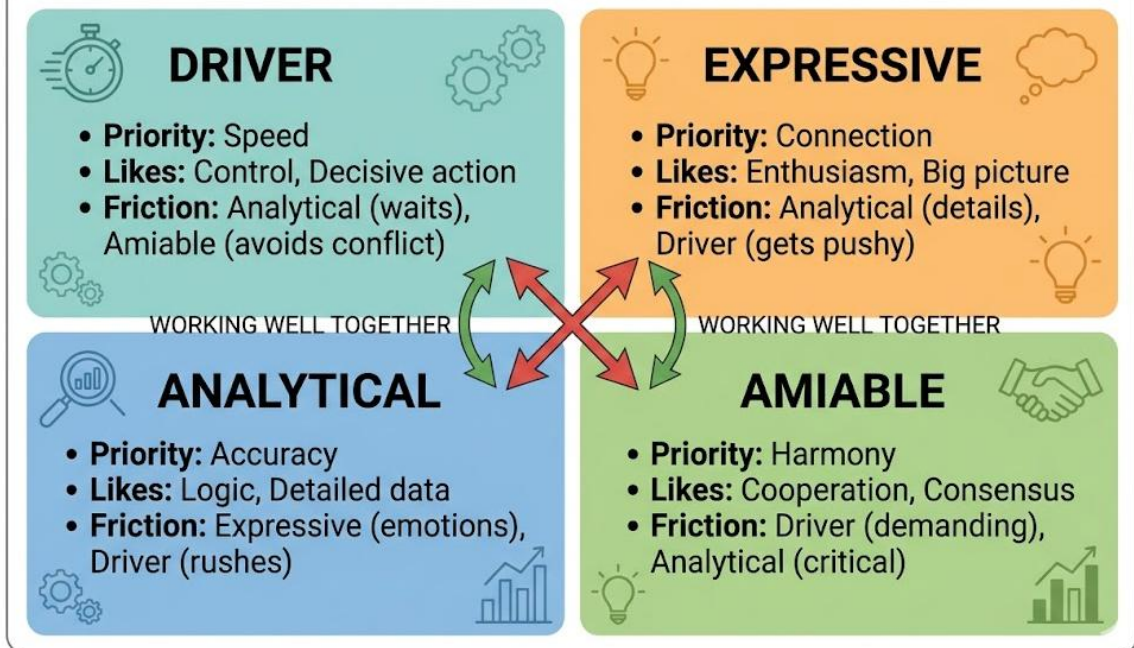 DRIVER
• Priority: Speed
• Likes: Control, Decisive action
• Friction: Analytical (waits),
Amiable (avoids conflict)
EXPRESSIVE
• Priority: Connection
• Likes: Enthusiasm, Big picture
• Friction: Analytical (details),
Driver (gets pushy)
WORKING WELL TOGETHER
WORKING WELL TOGETHER
ANALYTICAL
• Priority: Accuracy
• Likes: Logic, Detailed data
• Friction: Expressive (emotions),
Driver (rushes)
AMIABLE
• Priority: Harmony
• Likes: Cooperation, Consensus
• Friction: Driver (demanding),
Analytical (critical)